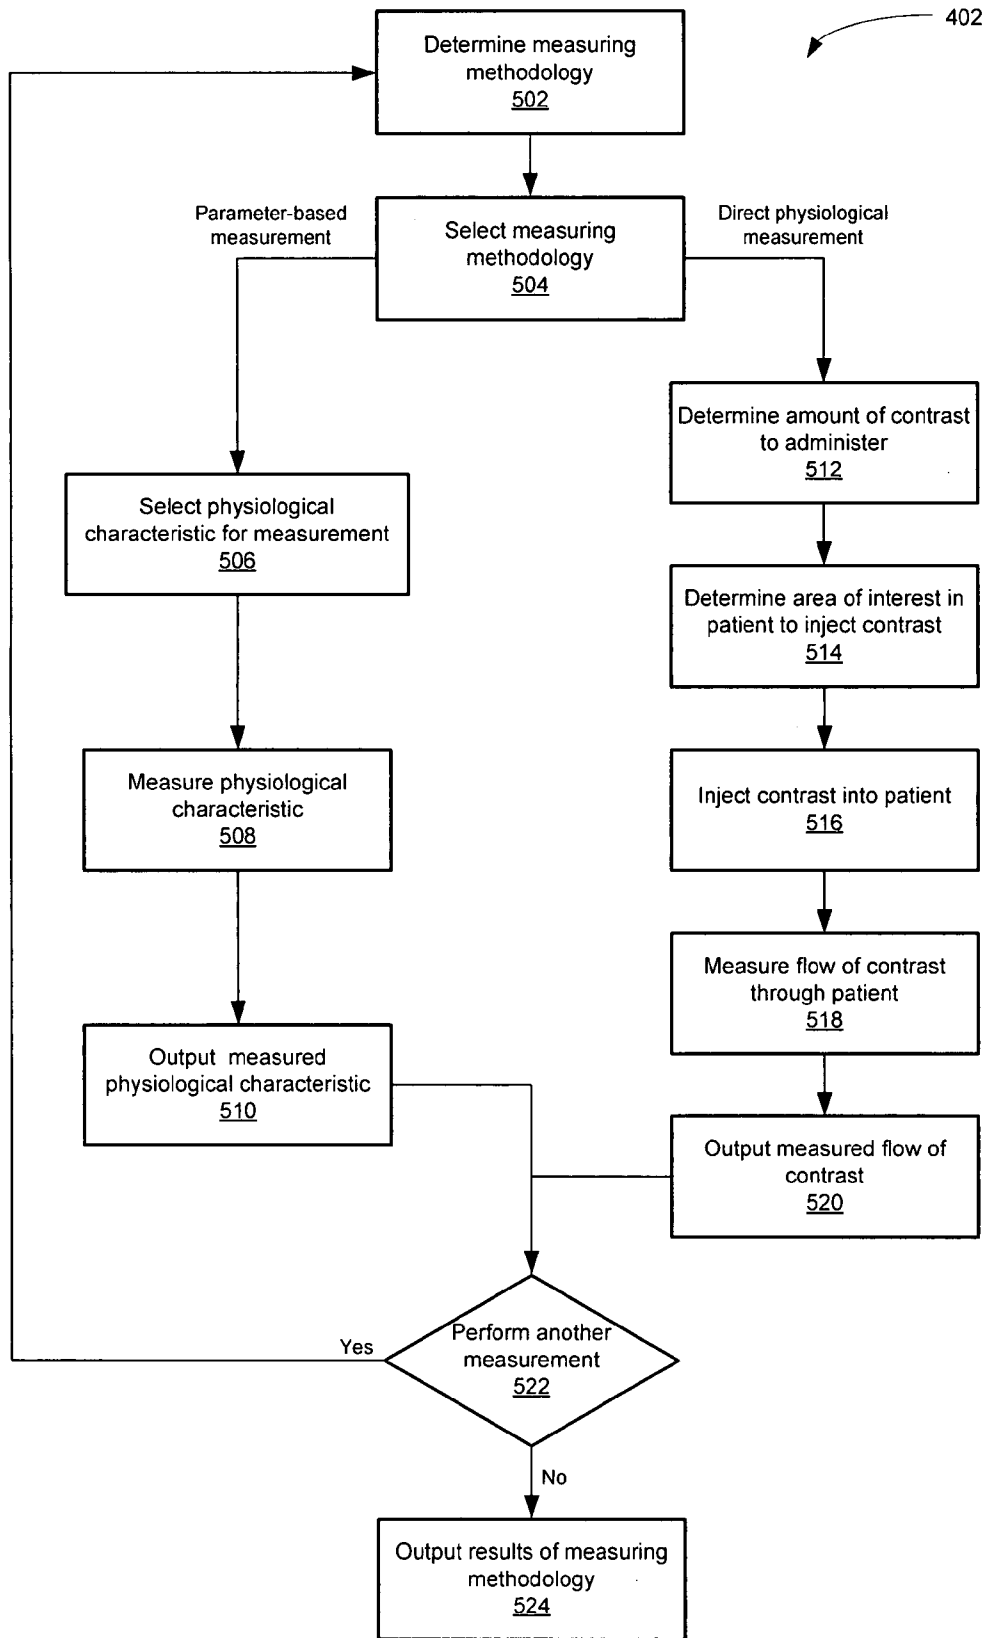 402
Determine measuring
methodology
502
Parameter-based
measurement
Select measuring
methodology
504
Direct physiological
measurement
Determine amount of contrast
to administer
512
Select physiological
characteristic for measurement
506
Determine area of interest in
patient to inject contrast
514
Measure physiological
characteristic
508
Inject contrast into patient
516
Measure flow of contrast
through patient
518
Output measured
physiological characteristic
510
Output measured flow of
contrast
520
Perform another
measurement
522
Yes
No
Output results of measuring
methodology
524